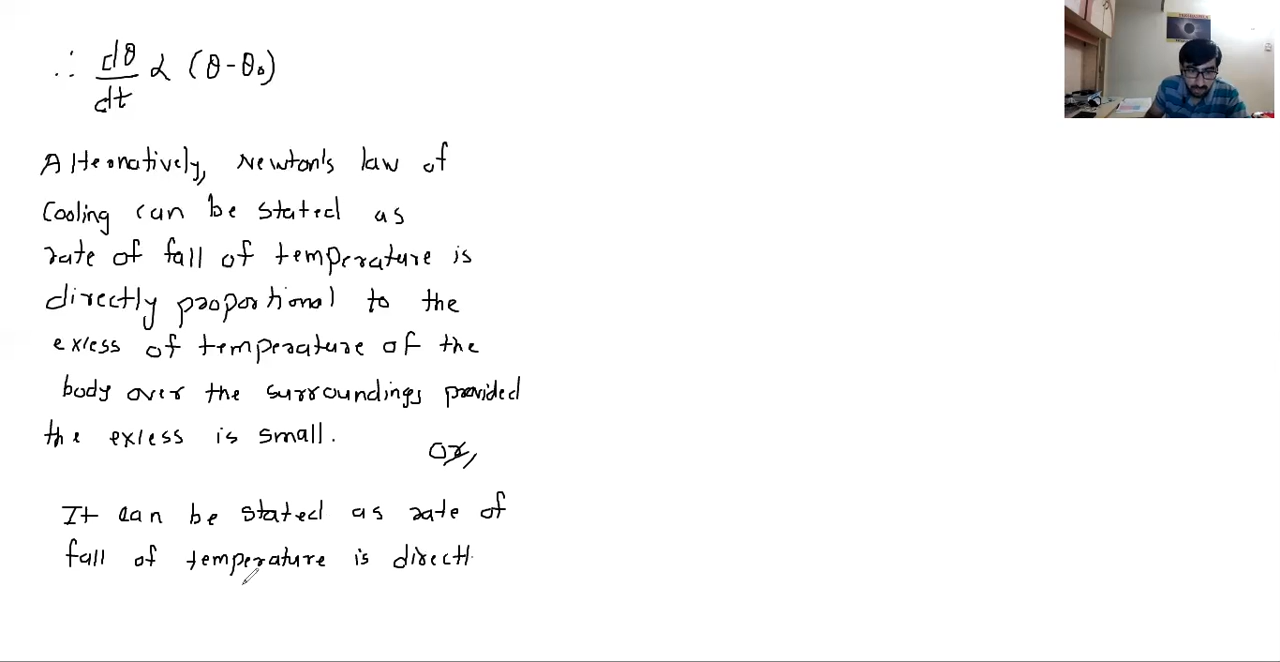 ∴ dθ/dt α (θ-θ₀)
Alternatively, Newton's law of
Cooling can be stated as
rate of fall of temperature is
directly proportional to the
exless of temperature of the
body over the surroundings provided
the exless is small.
or,
It can be stated as rate of
fall of temperature is directl